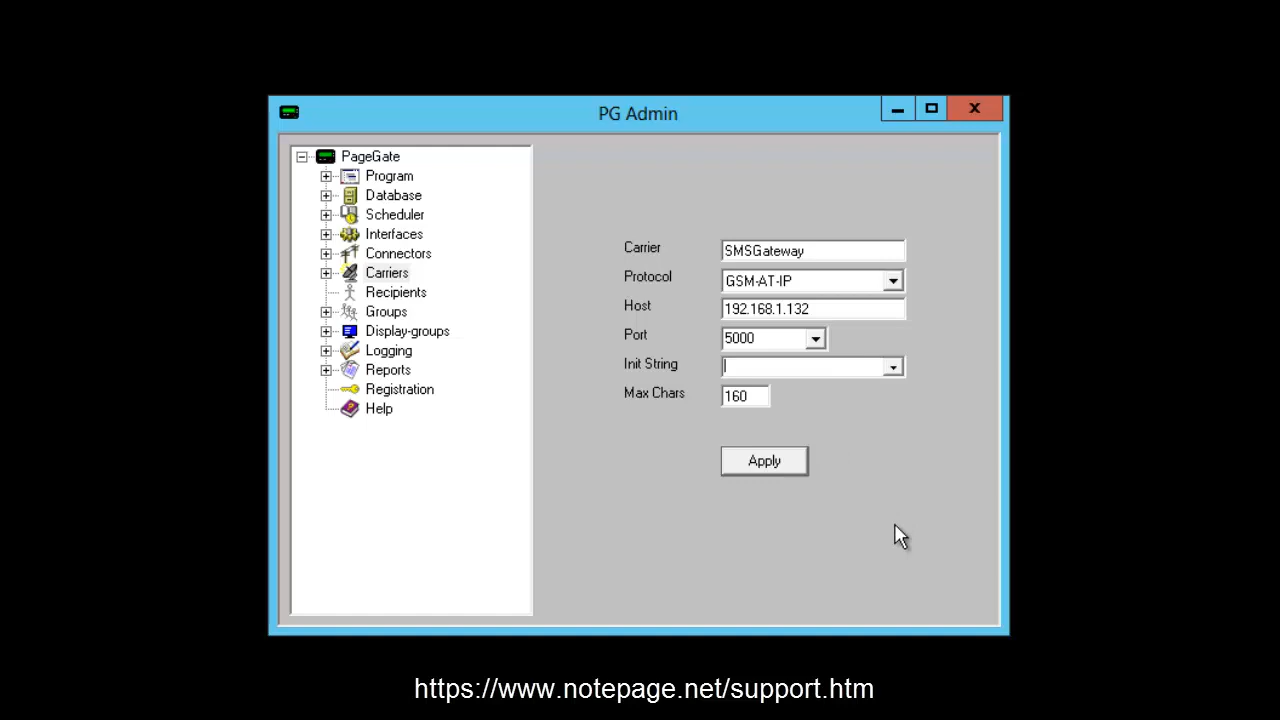 PG Admin
X
PageGate
Program
Database
Scheduler
Interfaces
Connectors
Carriers
Recipients
Groups
Display-groups
Logging
Reports
Registration
Help
Carrier SMSGateway
Protocol GSM-AT-IP
Host 192.168.1.132
Port 5000
Init String
Max Chars 160
Apply
https://www.notepage.net/support.htm